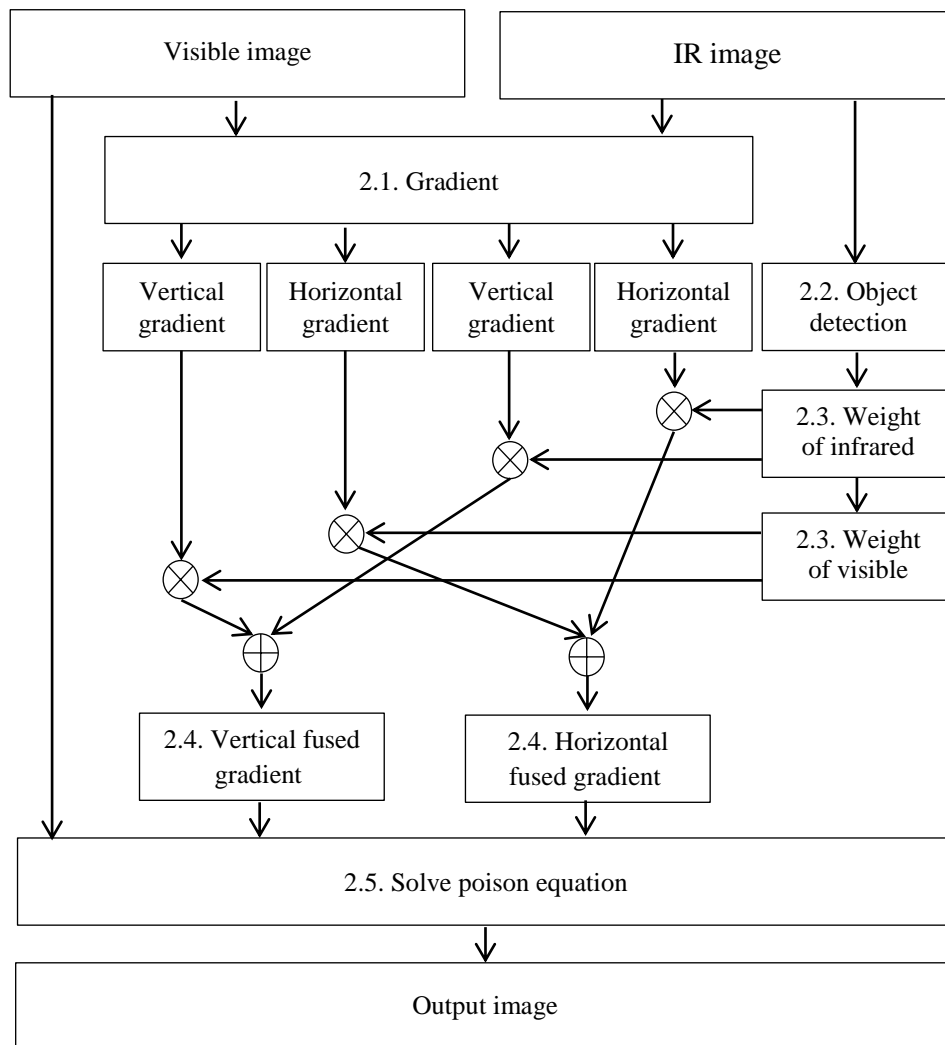 Visible image
IR image
2.1. Gradient
Vertical
gradient
Horizontal
gradient
Vertical
gradient
Horizontal
gradient
2.2. Object
detection
2.3. Weight
of infrared
2.3. Weight
of visible
2.4. Vertical fused
gradient
2.4. Horizontal
fused gradient
2.5. Solve poison equation
Output image